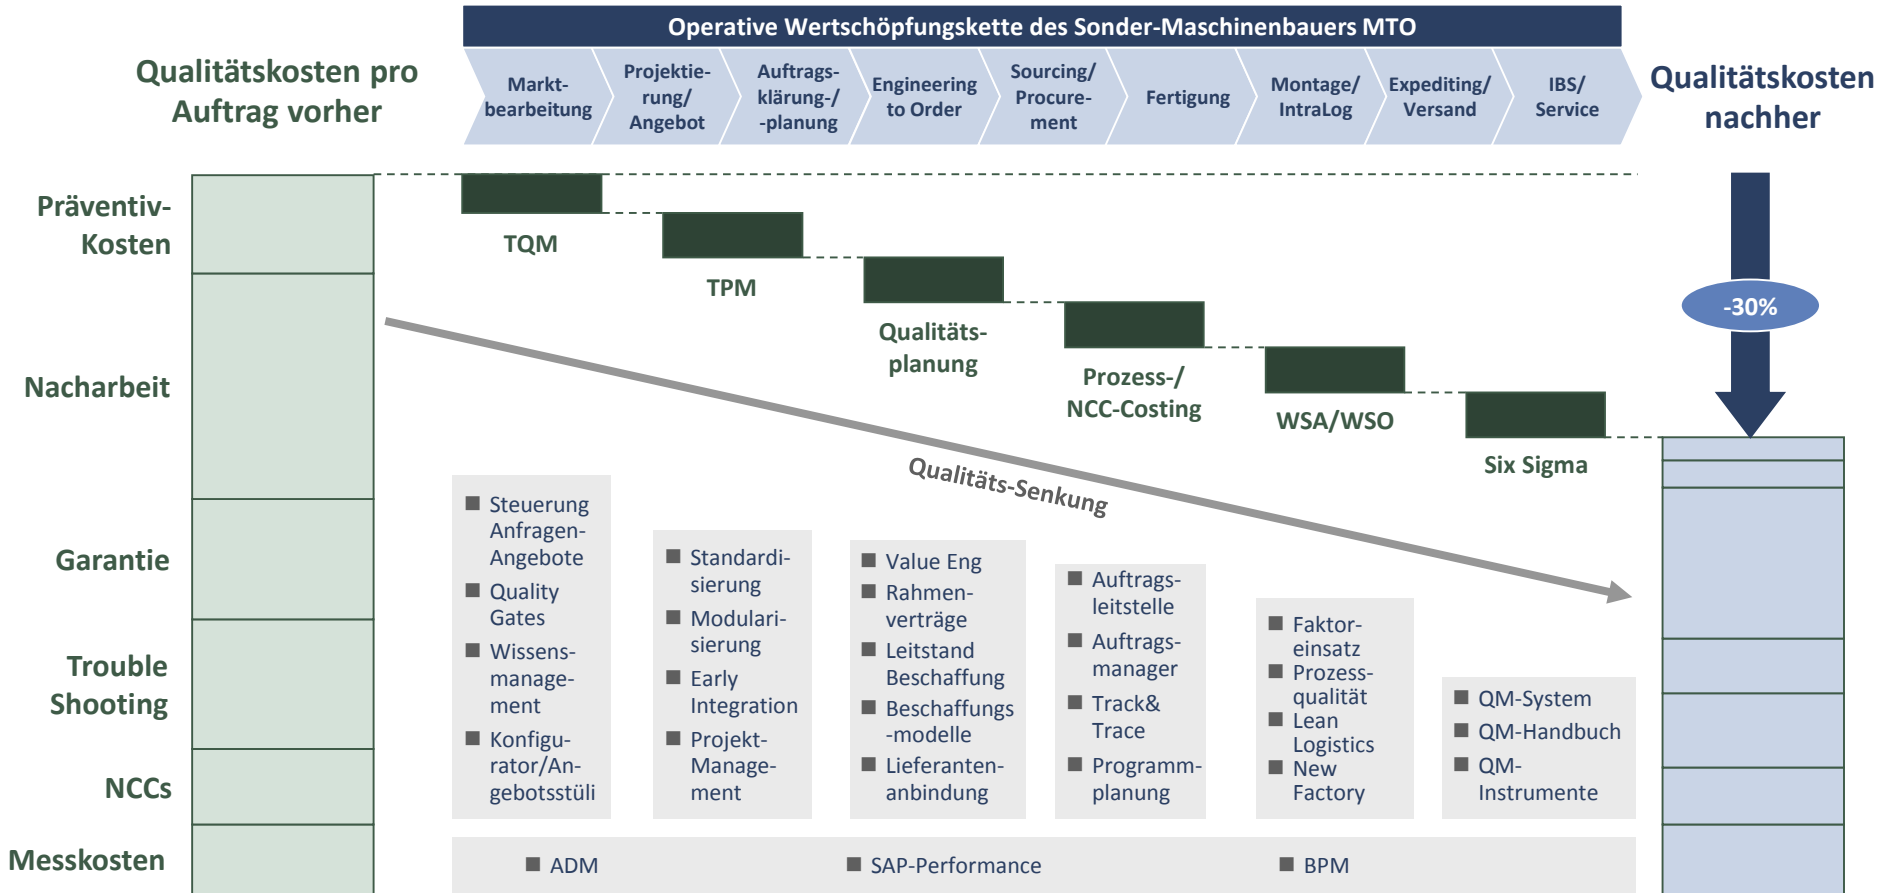 Operative Wertschöpfungskette des Sonder-Maschinenbauers MTO
Qualitätskosten pro
Auftrag vorher
Markt-
bearbeitung
Projektie-
rung/
Angebot
Auftrags-
klärung-/
-planung
Engineering
to Order
Sourcing/
Procure-
ment
Fertigung
Montage/
IntraLog
Expediting/
Versand
IBS/
Service
Qualitätskosten
nachher
Präventiv-
Kosten
Nacharbeit
Garantie
Trouble
Shooting
NCCs
Messkosten
TQM
TPM
Qualitäts-
planung
Prozess-/
NCC-Costing
WSA/WSO
Six Sigma
-30%
Qualitäts-Senkung
Steuerung
Anfragen-
Angebote
Quality
Gates
Wissens-
manage-
ment
Konfigu-
rator/An-
gebotsstüli
Standardi-
sierung
Modulari-
sierung
Early
Integration
Projekt-
Manage-
ment
Value Eng
Rahmen-
verträge
Leitstand
Beschaffung
Beschaffungs
-modelle
Lieferanten-
anbindung
Auftrags-
leitstelle
Auftrags-
manager
Track&
Trace
Programm-
planung
Faktor-
einsatz
Prozess-
qualität
Lean
Logistics
New
Factory
QM-System
QM-Handbuch
QM-
Instrumente
ADM
SAP-Performance
BPM